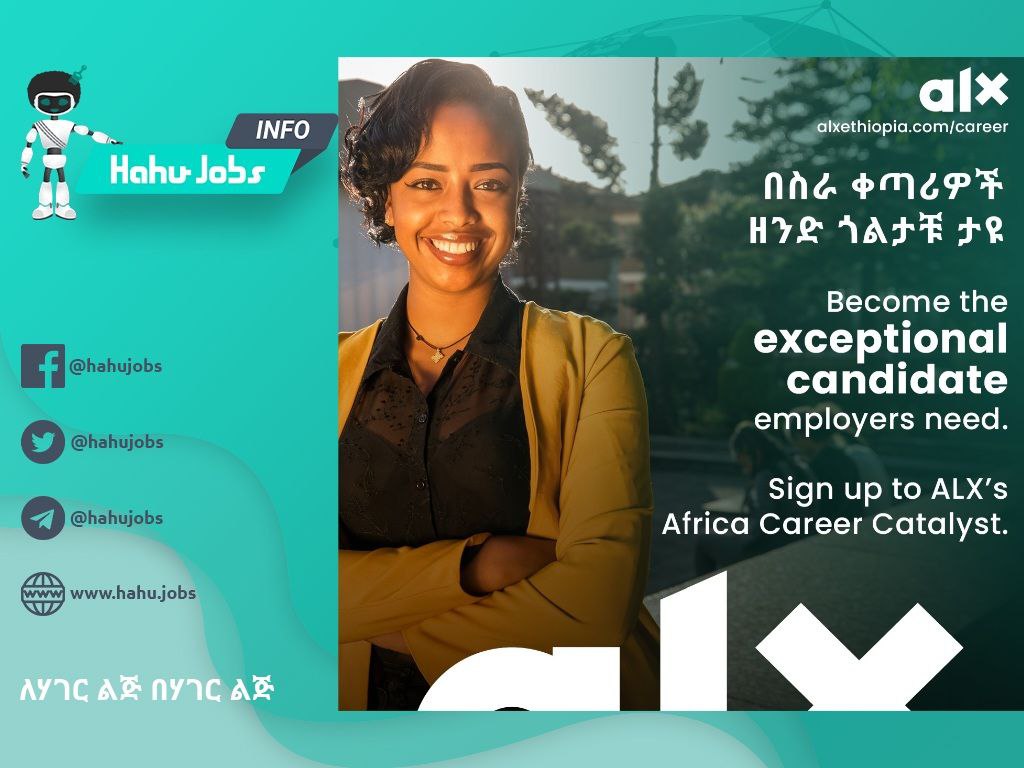 INFO
Hahu Jobs
@hahujobs
@hahujobs
@hahujobs
www
www.hahu.jobs
ለሃገር ልጅ በሃገር ልጅ
alx
alxethiopia.com/career
በስራ ቀጣሪዎች
ዘንድ ጎልታቹ ታዩ
Become the
exceptional
candidate
employers need.
Sign up to ALX’s
Africa Career Catalyst.
alx